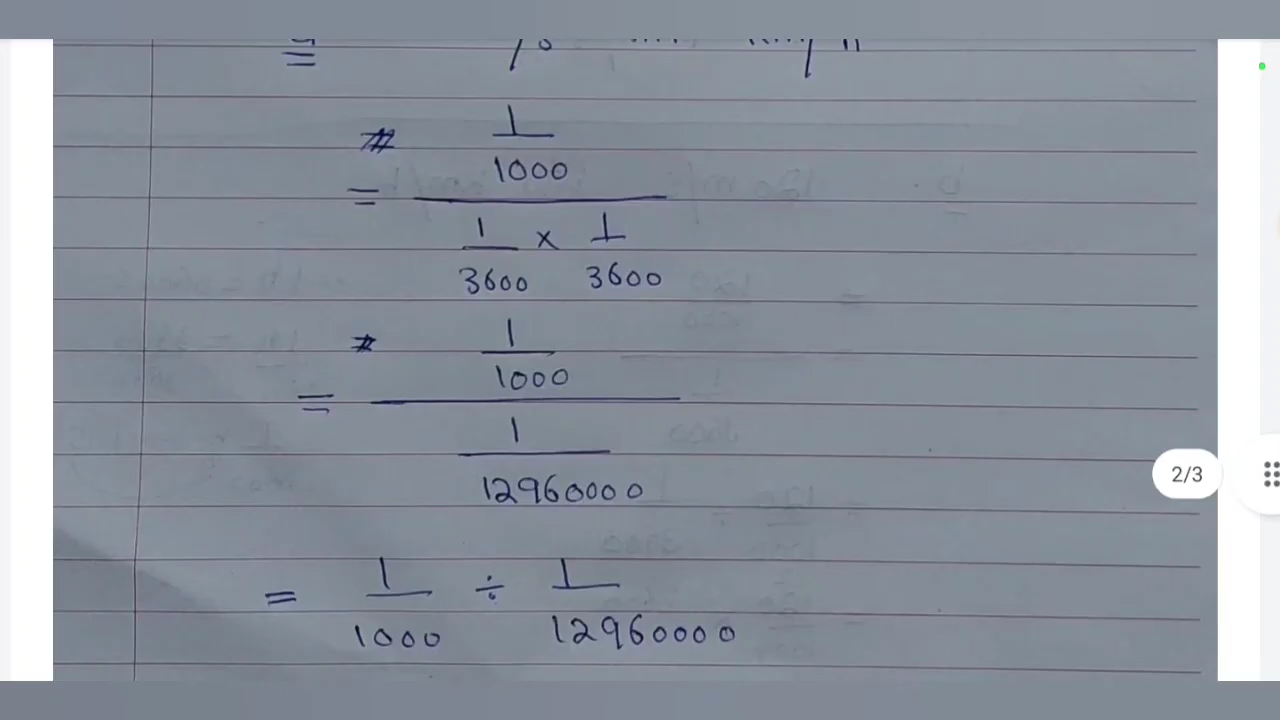 = 1/1000
1/3600 × 1/3600
= 1/1000
1/12960000
2/3
= 1/1000 ÷ 1/12960000